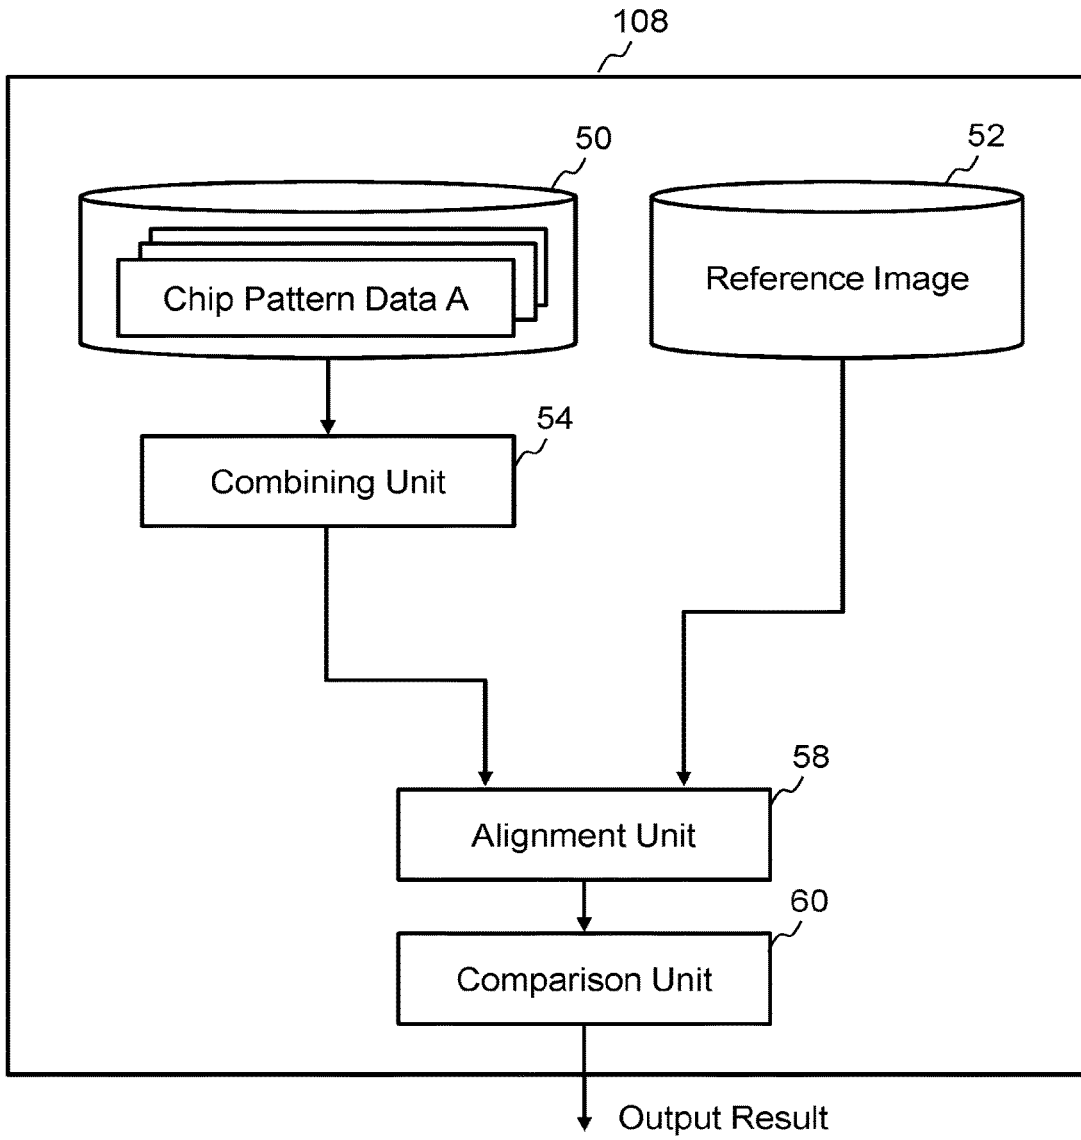 108
50
52
Chip Pattern Data A
Reference Image
54
Combining Unit
58
Alignment Unit
60
Comparison Unit
Output Result